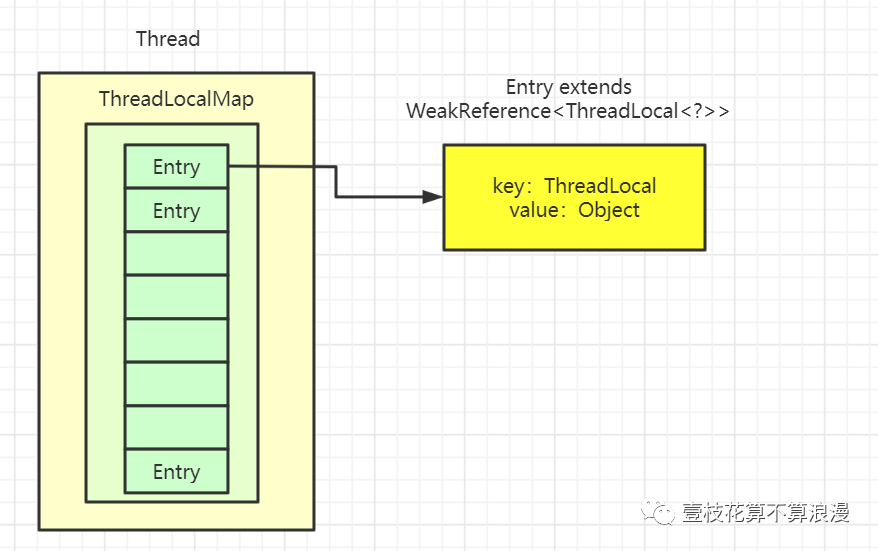 Thread
ThreadLocalMap
Entry
Entry
Entry
Entry extends
WeakReference<ThreadLocal<?>>
key：ThreadLocal
value：Object
壹枝花算不算浪漫